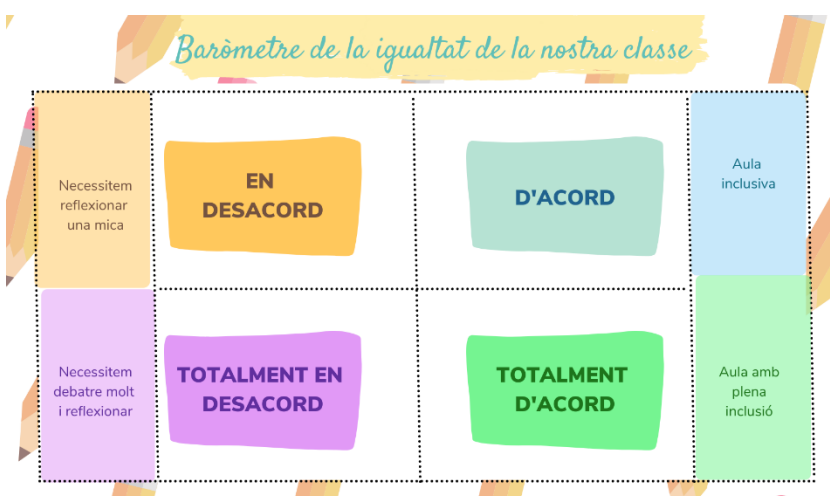 Baròmetre de la igualtat de la nostra classe
Necessitem
reflexionar
una mica
EN
DESACORD
D'ACORD
Aula
inclusiva
Necessitem
debatre molt
i reflexionar
TOTALMENT EN
DESACORD
TOTALMENT
D'ACORD
Aula amb
plena
inclusió